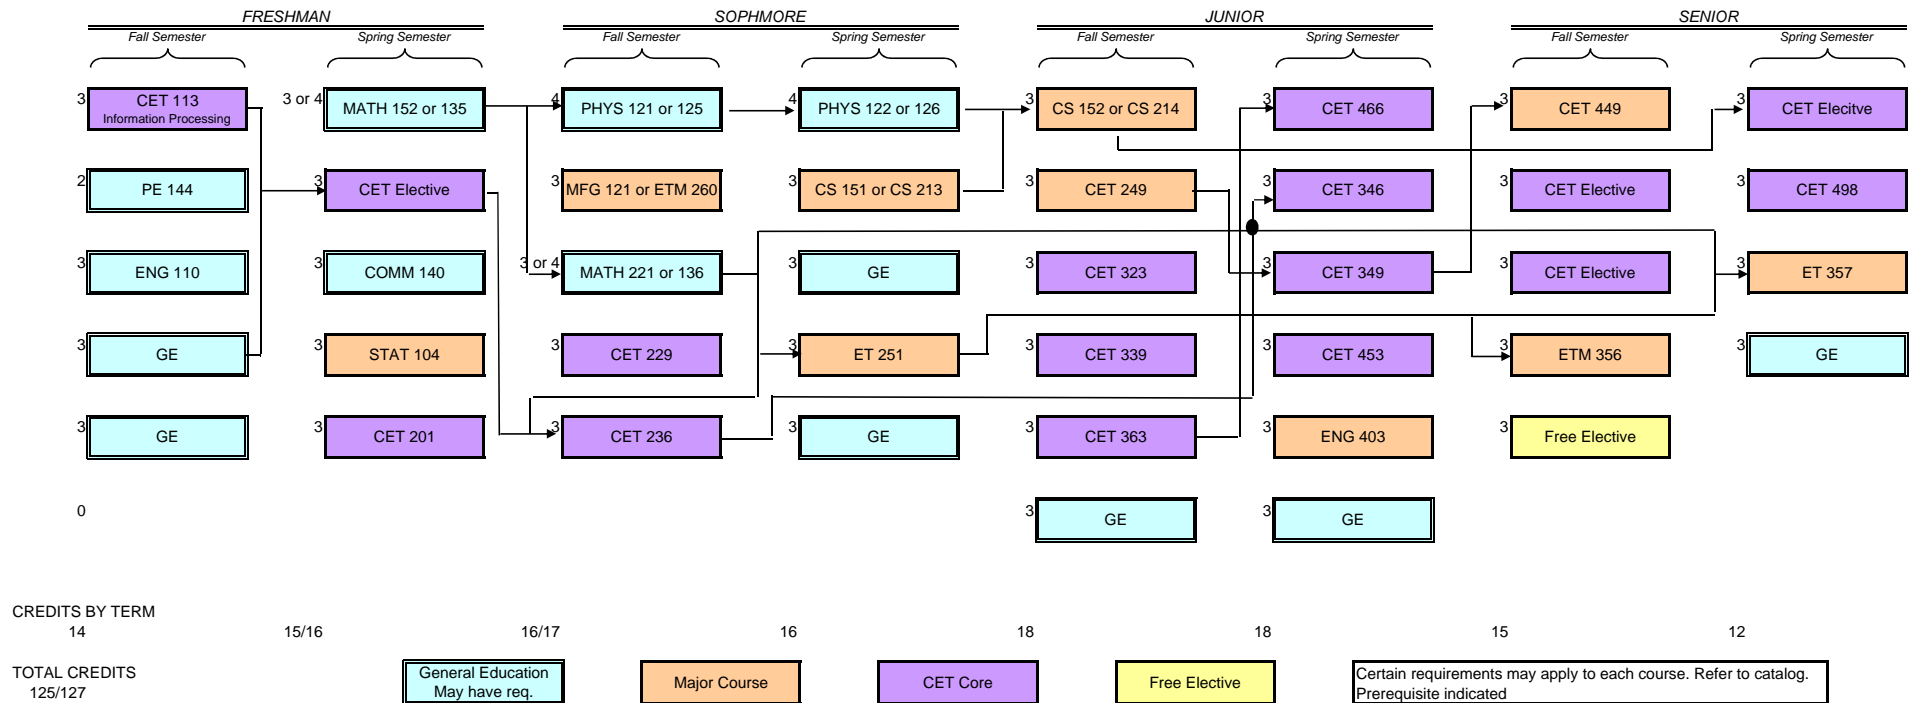 FRESHMAN SOPHMORE JUNIOR SENIOR
Fall Semester Spring Semester Fall Semester Spring Semester Fall Semester Spring Semester Fall Semester Spring Semester
3 CET 113 3 or 4 MATH 152 or 135 4 PHYS 121 or 125 4 PHYS 122 or 126 3 CS 152 or CS 214 3 CET 466 3 CET 449 3 CET Elecitve
Information Processing
2 PE 144 3 CET Elective 3 MFG 121 or ETM 260 3 CS 151 or CS 213 3 CET 249 3 CET 346 3 CET Elective 3 CET 498
3 ENG 110 3 COMM 140 3 or 4 MATH 221 or 136 3 GE 3 CET 323 3 CET 349 3 CET Elective 3 ET 357
3 GE 3 STAT 104 3 CET 229 3 ET 251 3 CET 339 3 CET 453 3 ETM 356 3 GE
3 GE 3 CET 201 3 CET 236 3 GE 3 CET 363 3 ENG 403 3 Free Elective
0 3 GE 3 GE
CREDITS BY TERM
14 15/16 16/17 16 18 18 15 12
TOTAL CREDITS
125/127
General Education
May have req.
Major Course
CET Core
Free Elective
Certain requirements may apply to each course. Refer to catalog.
Prerequisite indicated